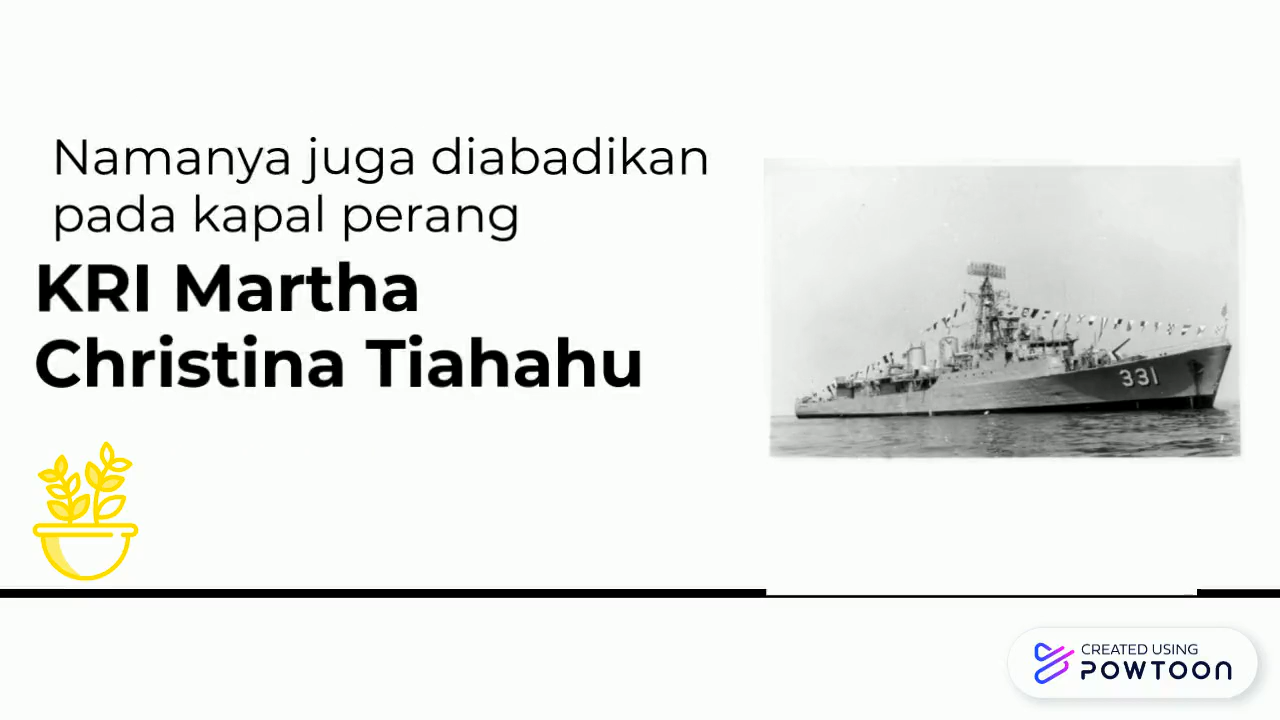 Namanya juga diabadikan
pada kapal perang
KRI Martha
Christina Tiahahu
331
CREATED USING
POWTOON